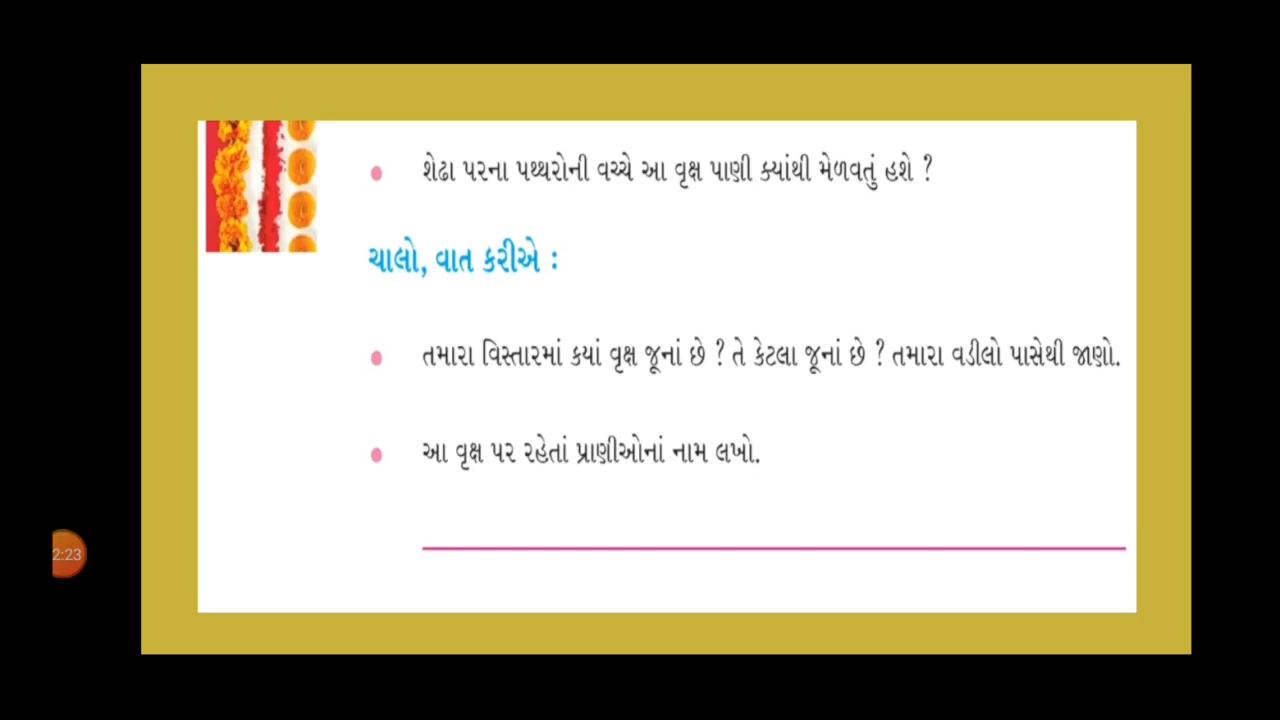 શેઢા પરના પથ્થરોની વચ્ચે આ વૃક્ષ પાણી ક્યાંથી મેળવતું હશે ?
ચાલો, વાત કરીએ :
તમારા વિસ્તારમાં કયાં વૃક્ષ જૂનાં છે ? તે કેટલા જૂનાં છે ? તમારા વડીલો પાસેથી જાણો.
આ વૃક્ષ પર રહેતાં પ્રાણીઓનાં નામ લખો.
2:23